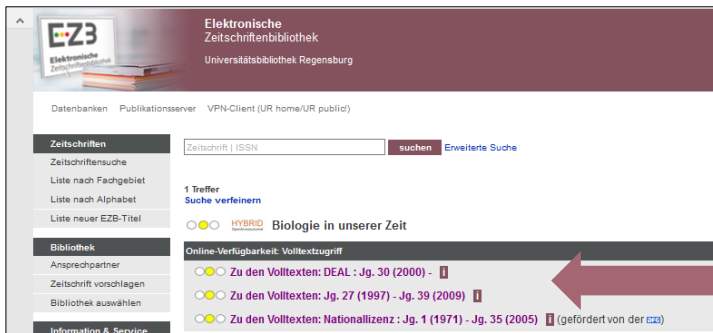 EZB
Elektronische
Zeitschriftenbibliothek
Elektronische
Zeitschriftenbibliothek
Universitätsbibliothek Regensburg
Datenbanken Publikationsserver VPN-Client (UR home/UR public!)
Zeitschriften
Zeitschriftensuche
Liste nach Fachgebiet
Liste nach Alphabet
Liste neuer EZB-Titel
Bibliothek
Ansprechpartner
Zeitschrift vorschlagen
Bibliothek auswählen
Information & Service
Zeitschrift | ISSN suchen Erweiterte Suche
1 Treffer
Suche verfeinern
HYBRID Biologie in unserer Zeit
Online-Verfügbarkeit: Volltextzugriff
Zu den Volltexten: DEAL : Jg. 30 (2000) - i
Zu den Volltexten: Jg. 27 (1997) - Jg. 39 (2009) i
Zu den Volltexten: Nationallizenz : Jg. 1 (1971) - Jg. 35 (2005) i (gefördert von der DFG)